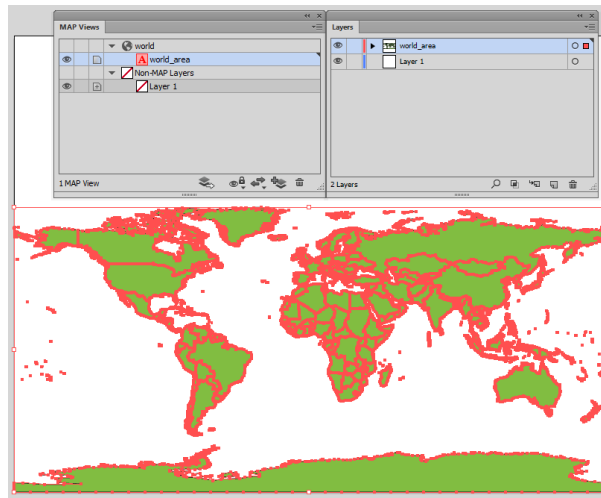 MAP Views
world
A world_area
Non-MAP Layers
Layer 1
1 MAP View
Layers
world_area
Layer 1
2 Layers